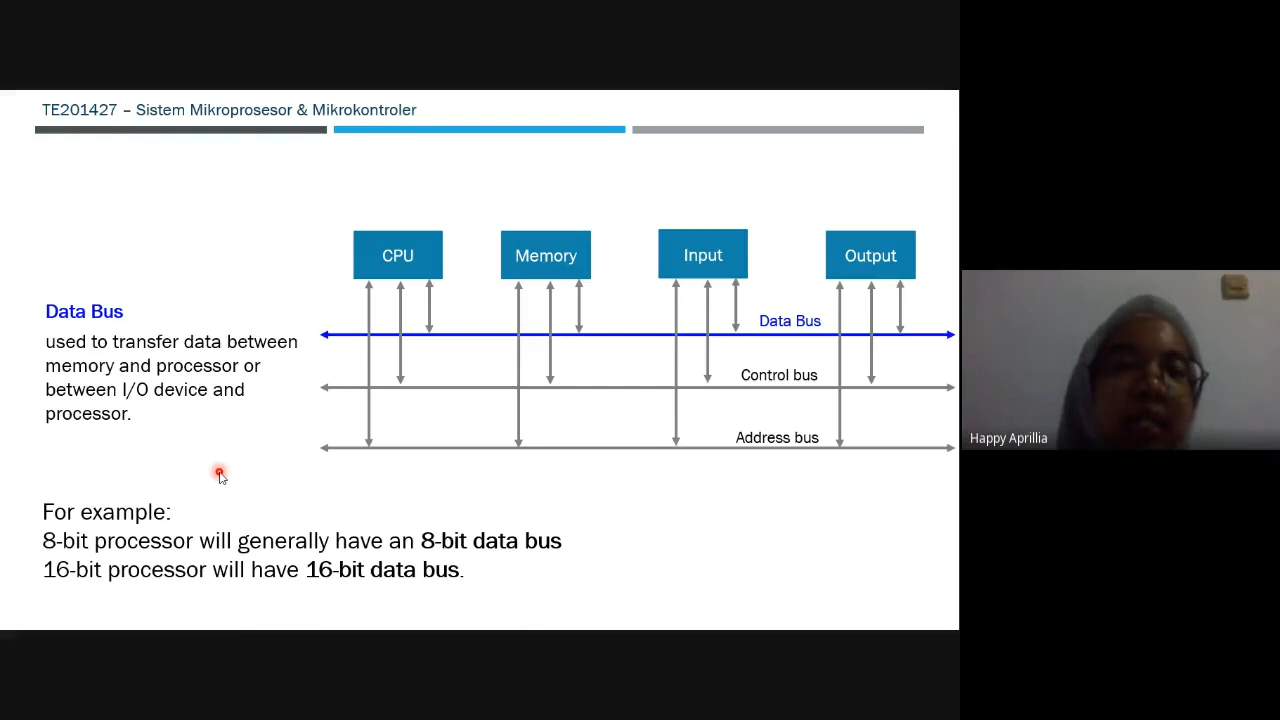 TE201427 – Sistem Mikroprosesor & Mikrokontroler
CPU
Memory
Input
Output
Data Bus
used to transfer data between
memory and processor or
between I/O device and
processor.
Data Bus
Control bus
Address bus
For example:
8-bit processor will generally have an 8-bit data bus
16-bit processor will have 16-bit data bus.
Happy Aprillia